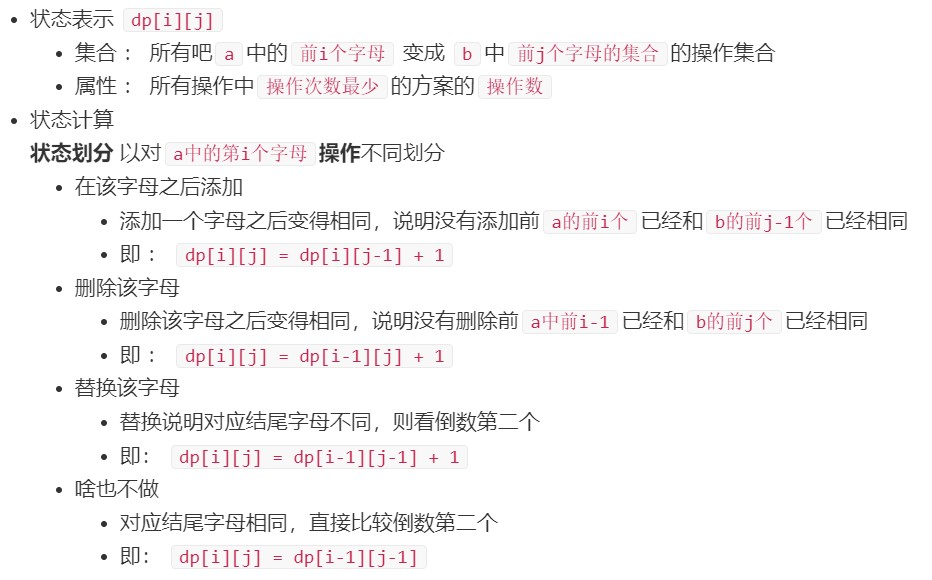 状态表示 dp[i][j]
集合： 所有吧 a 中的 前i个字母 变成 b 中 前j个字母的集合 的操作集合
属性： 所有操作中 操作次数最少 的方案的 操作数
状态计算
状态划分 以对 a中的第i个字母 操作不同划分
在该字母之后添加
添加一个字母之后变得相同，说明没有添加前 a的前i个 已经和 b的前j-1个 已经相同
即： dp[i][j] = dp[i][j-1] + 1
删除该字母
删除该字母之后变得相同，说明没有删除前 a中前i-1 已经和 b的前j个 已经相同
即： dp[i][j] = dp[i-1][j] + 1
替换该字母
替换说明对应结尾字母不同，则看倒数第二个
即： dp[i][j] = dp[i-1][j-1] + 1
啥也不做
对应结尾字母相同，直接比较倒数第二个
即： dp[i][j] = dp[i-1][j-1]